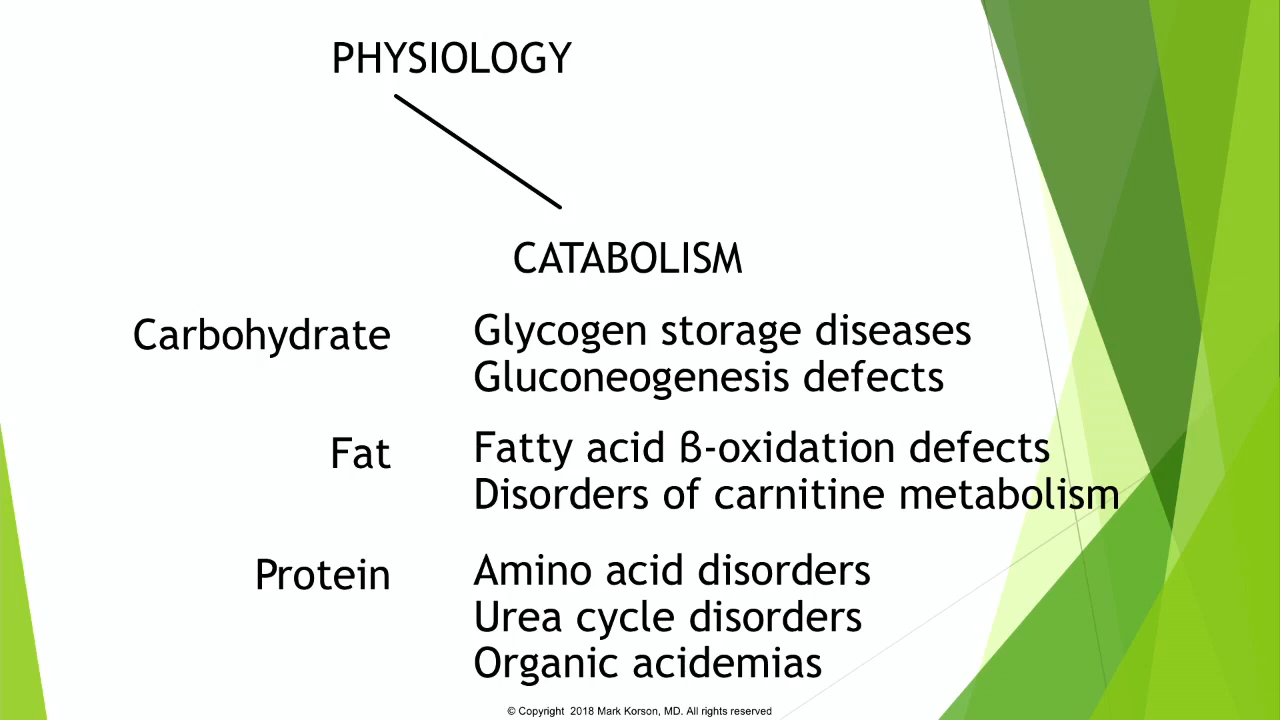 PHYSIOLOGY
CATABOLISM
Carbohydrate
Glycogen storage diseases
Gluconeogenesis defects
Fat
Fatty acid β-oxidation defects
Disorders of carnitine metabolism
Protein
Amino acid disorders
Urea cycle disorders
Organic acidemias
© Copyright 2018 Mark Korson, MD. All rights reserved